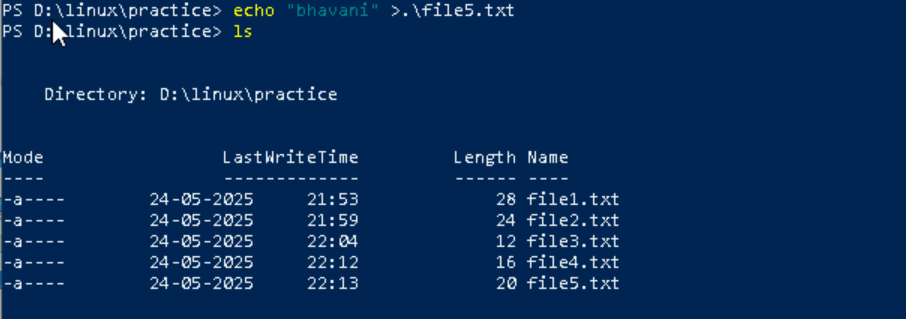 PS D:\linux\practice> echo "bhavani" >.\file5.txt
PS D:\linux\practice> ls
Directory: D:\linux\practice
Mode LastWriteTime Length Name
---- ------------- ------ ----
-a---- 24-05-2025 21:53 28 file1.txt
-a---- 24-05-2025 21:59 24 file2.txt
-a---- 24-05-2025 22:04 12 file3.txt
-a---- 24-05-2025 22:12 16 file4.txt
-a---- 24-05-2025 22:13 20 file5.txt